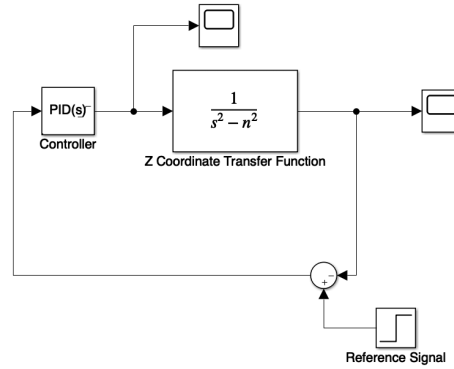 PID(s)
Controller
1
s² − n²
Z Coordinate Transfer Function
−
+
Reference Signal